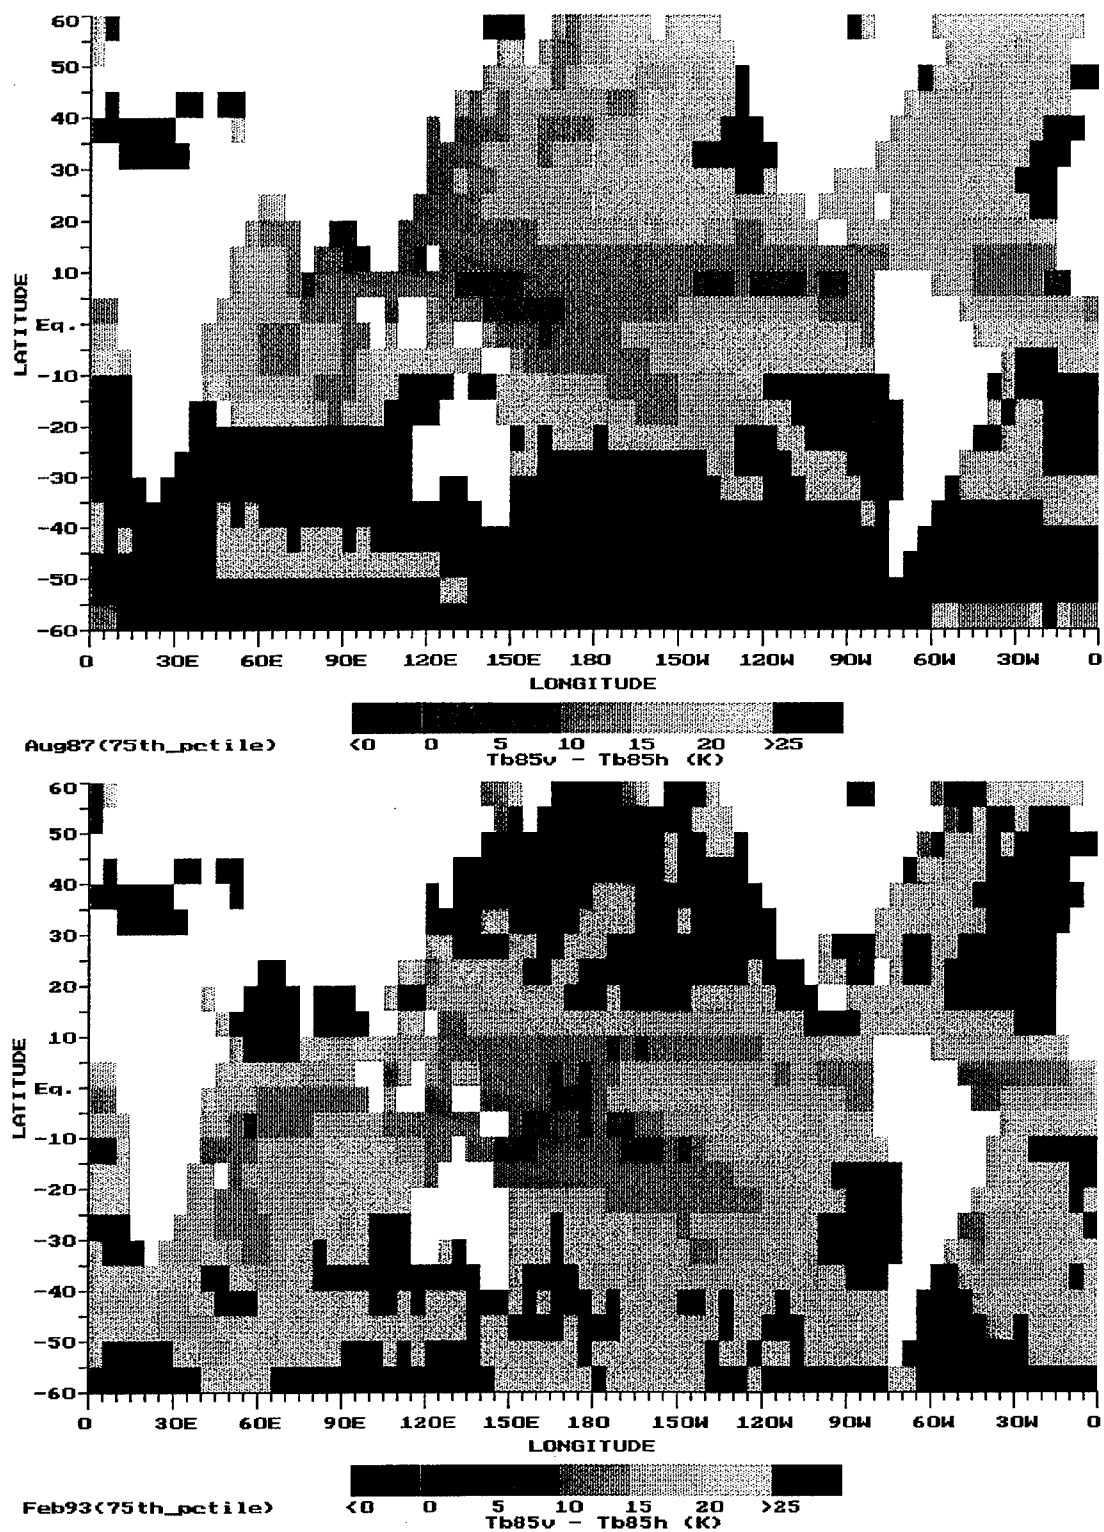 60
50
40
30
20
10
Eq.
-10
-20
-30
-40
-50
-60
LATITUDE
0 30E 60E 90E 120E 150E 180 150W 120W 90W 60W 30W 0
LONGITUDE
Aug87(75th_pctile) <0 0 5 10 15 20 >25
Tb85v - Tb85h (K)
60
50
40
30
20
10
Eq.
-10
-20
-30
-40
-50
-60
LATITUDE
0 30E 60E 90E 120E 150E 180 150W 120W 90W 60W 30W 0
LONGITUDE
Feb93(75th_pctile) <0 0 5 10 15 20 >25
Tb85v - Tb85h (K)